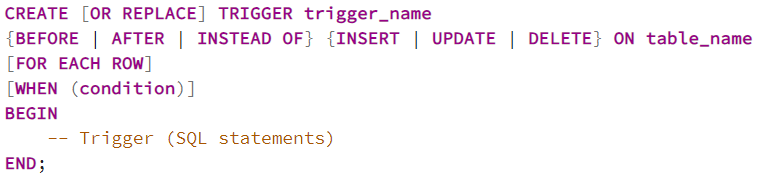 CREATE [OR REPLACE] TRIGGER trigger_name
{BEFORE | AFTER | INSTEAD OF} {INSERT | UPDATE | DELETE} ON table_name
[FOR EACH ROW]
[WHEN (condition)]
BEGIN
    -- Trigger (SQL statements)
END;